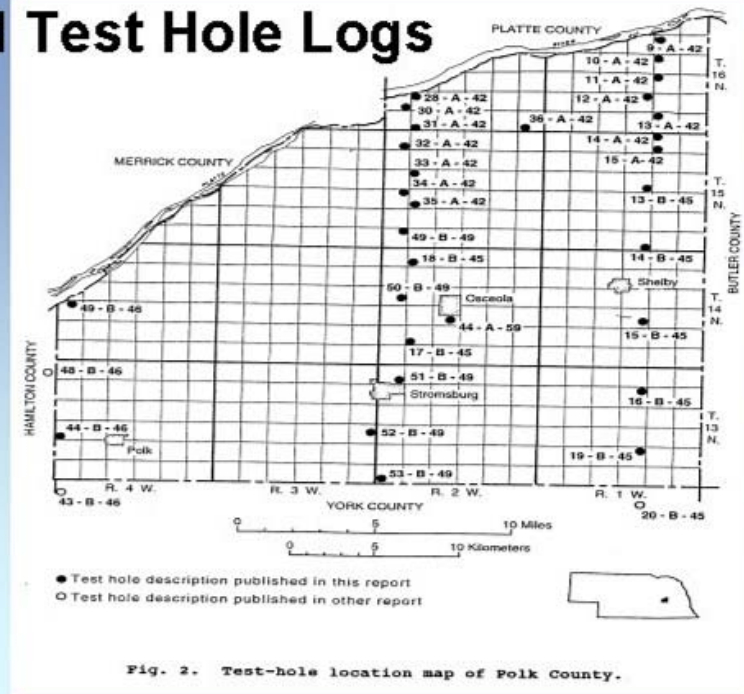 Test Hole Logs
PLATTE COUNTY
RIVER
9 - A - 42
10 - A - 42
T.
16
N.
11 - A - 42
28 - A - 42
12 - A - 42
30 - A - 42
31 - A - 42
36 - A - 42
13 - A - 42
14 - A - 42
32 - A - 42
15 - A - 42
MERRICK COUNTY
33 - A - 42
PLATTE
34 - A - 42
T.
15
N.
35 - A - 42
13 - B - 45
49 - B - 49
BUTLER COUNTY
18 - B - 45
14 - B - 45
50 - B - 49
Shelby
Osceola
49 - B - 46
T.
14
N.
44 - A - 59
15 - B - 45
17 - B - 45
HAMILTON COUNTY
48 - B - 46
51 - B - 49
Stromsburg
16 - B - 45
T.
13
N.
44 - B - 46
52 - B - 49
Polk
19 - B - 45
53 - B - 49
R. 4 W.
R. 3 W.
R. 2 W.
R. 1 W.
43 - B - 46
YORK COUNTY
20 - B - 45
0 5 10 Miles
0 5 10 Kilometers
Test hole description published in this report
Test hole description published in other report
Fig. 2. Test-hole location map of Polk County.